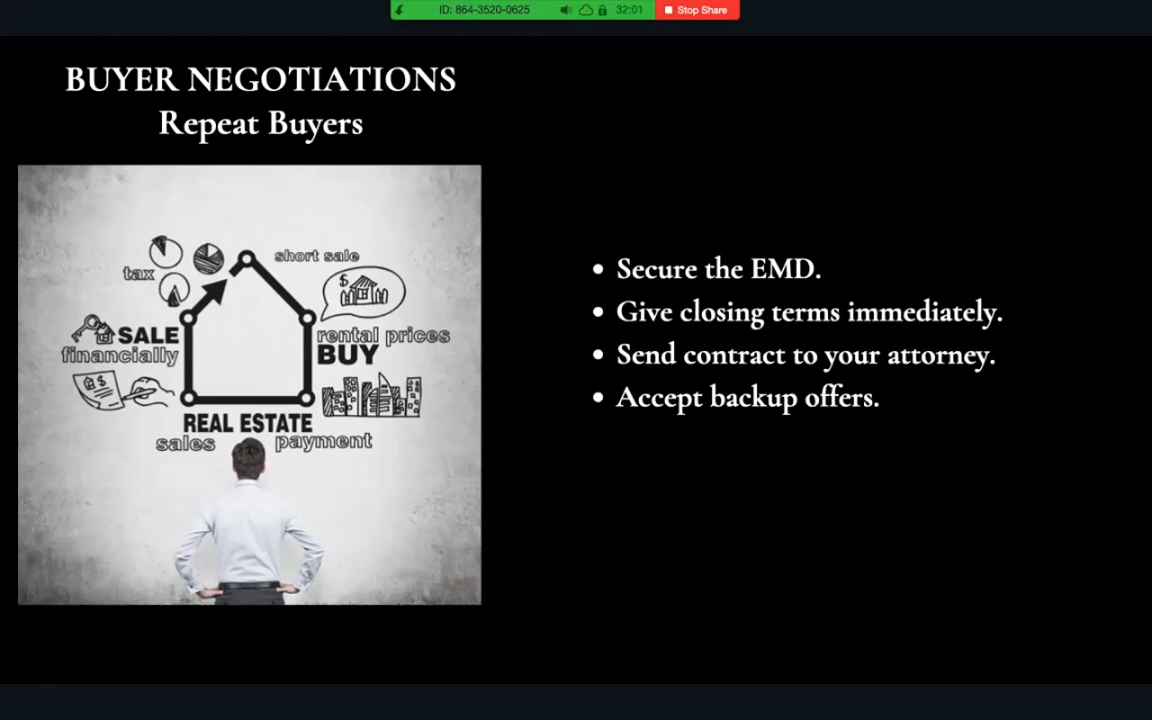 ID: 864-3520-0625
32:01
Stop Share
BUYER NEGOTIATIONS
Repeat Buyers
short sale
tax
$
SALE
financially
rental prices
BUY
$
REAL ESTATE
sales
payment
• Secure the EMD.
• Give closing terms immediately.
• Send contract to your attorney.
• Accept backup offers.